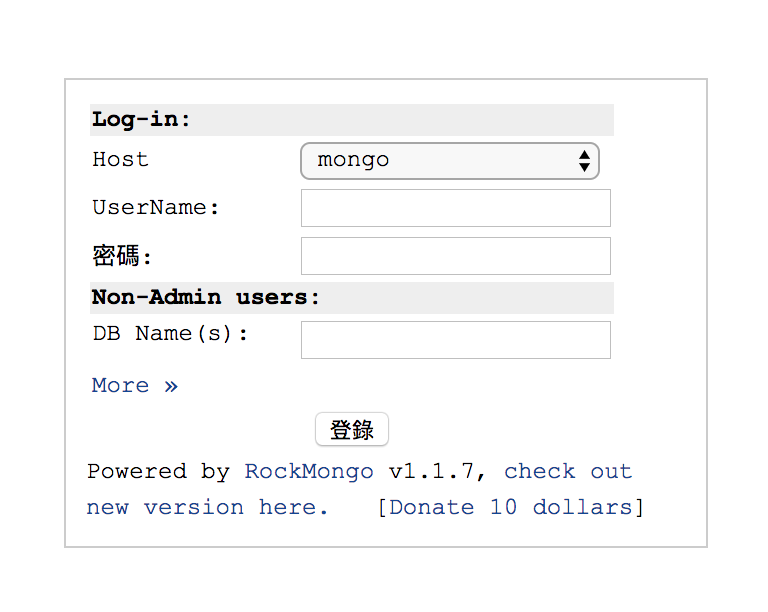 Log-in:
Host mongo
UserName:
密碼:
Non-Admin users:
DB Name(s):
More »
登錄
Powered by RockMongo v1.1.7, check out
new version here. [Donate 10 dollars]